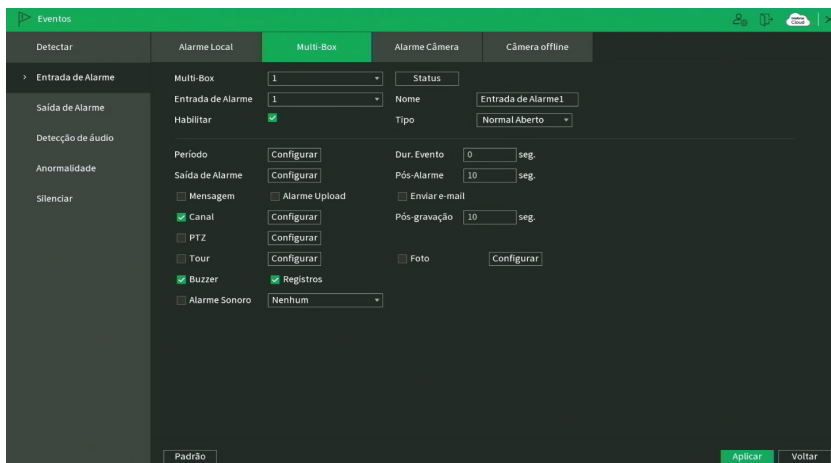 Eventos
Cloud
Detectar
Alarme Local
Multi-Box
Alarme Câmera
Câmera offline
Entrada de Alarme
Saída de Alarme
Detecção de áudio
Anormalidade
Silenciar
Multi-Box 1 Status
Entrada de Alarme 1 Nome Entrada de Alarme1
Habilitar Tipo Normal Aberto
Período Configurar Dur. Evento 0 seg.
Saída de Alarme Configurar Pós-Alarme 10 seg.
Mensagem Alarme Upload Enviar e-mail
Canal Configurar Pós-gravação 10 seg.
PTZ Configurar
Tour Configurar Foto Configurar
Buzzer Registros
Alarme Sonoro Nenhum
Padrão Aplicar Voltar